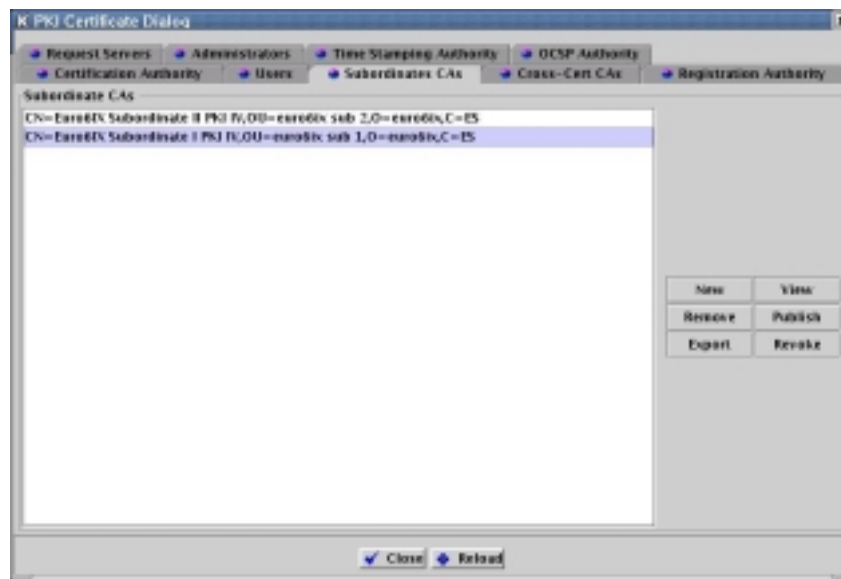 PKI Certificate Dialog
Request Servers Administrators Time Stamping Authority OCSP Authority
Certification Authority Users Subordinates CAs Cross-Cert CAs Registration Authority
Subordinate CAs
CN=Euro6IX Subordinate II PKI IV,OU=euro6ix sub 2,O=euro6ix,C=ES
CN=Euro6IX Subordinate I PKI IV,OU=euro6ix sub 1,O=euro6ix,C=ES
New View
Remove Publish
Export Revoke
Close Reload